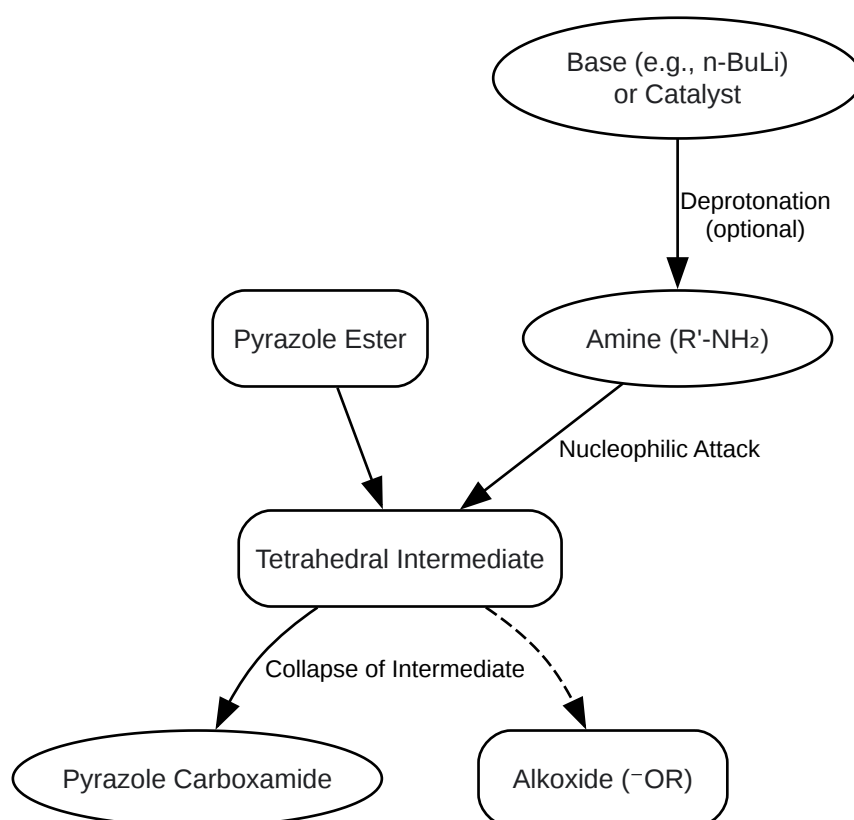 Base (e.g., n-BuLi)
or Catalyst
Deprotonation
(optional)
Pyrazole Ester
Amine (R'-NH₂)
Nucleophilic Attack
Tetrahedral Intermediate
Collapse of Intermediate
Pyrazole Carboxamide
Alkoxide (⁻OR)